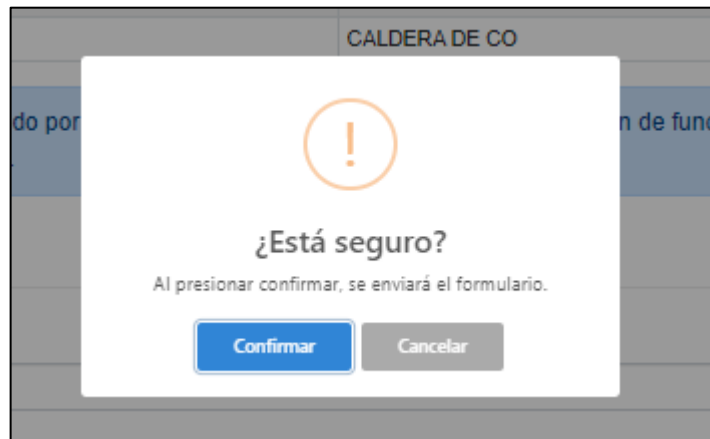 CALDERA DE CO
do por
n de func
!
¿Está seguro?
Al presionar confirmar, se enviará el formulario.
Confirmar
Cancelar